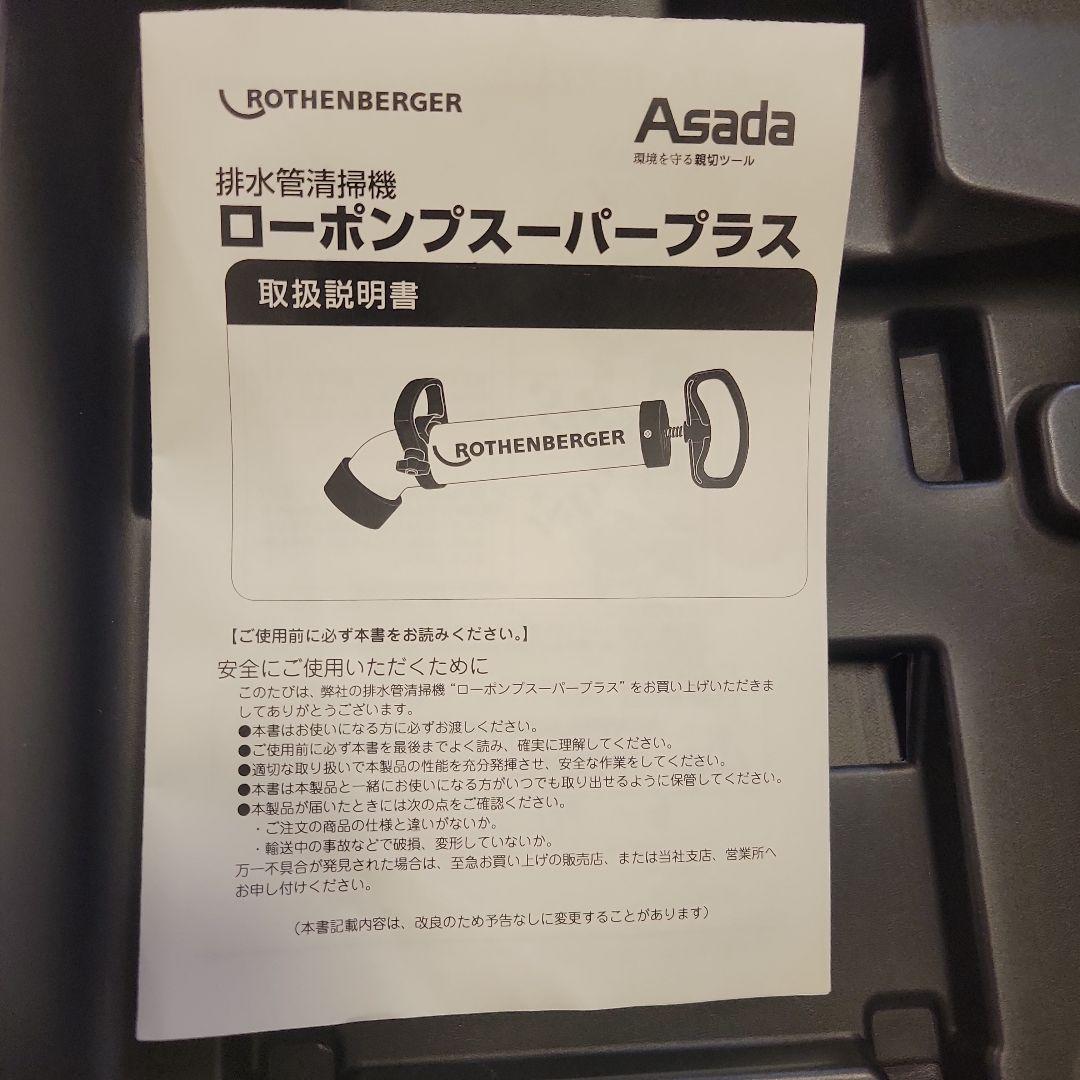 ROTHENBERGER
Asada
環境を守る親切ツール
排水管清掃機
ローポンプスーパープラス
取扱説明書
ROTHENBERGER
【ご使用前に必ず本書をお読みください。】
安全にご使用いただくために
このたびは、弊社の排水管清掃機“ローポンプスーパープラス”をお買い上げいただきま
してありがとうございます。
●本書はお使いになる方に必ずお渡しください。
●ご使用前に必ず本書を最後までよく読み、確実に理解してください。
●適切な取り扱いで本製品の性能を充分発揮させ、安全な作業をしてください。
●本書は本製品と一緒にお使いになる方がいつでも取り出せるように保管してください。
●本製品が届いたときには次の点をご確認ください。
・ご注文の商品の仕様と違いがないか。
・輸送中の事故などで破損、変形していないか。
万一不具合が発見された場合は、至急お買い上げの販売店、または当社支店、営業所へ
お申し付けください。
（本書記載内容は、改良のため予告なしに変更することがあります）